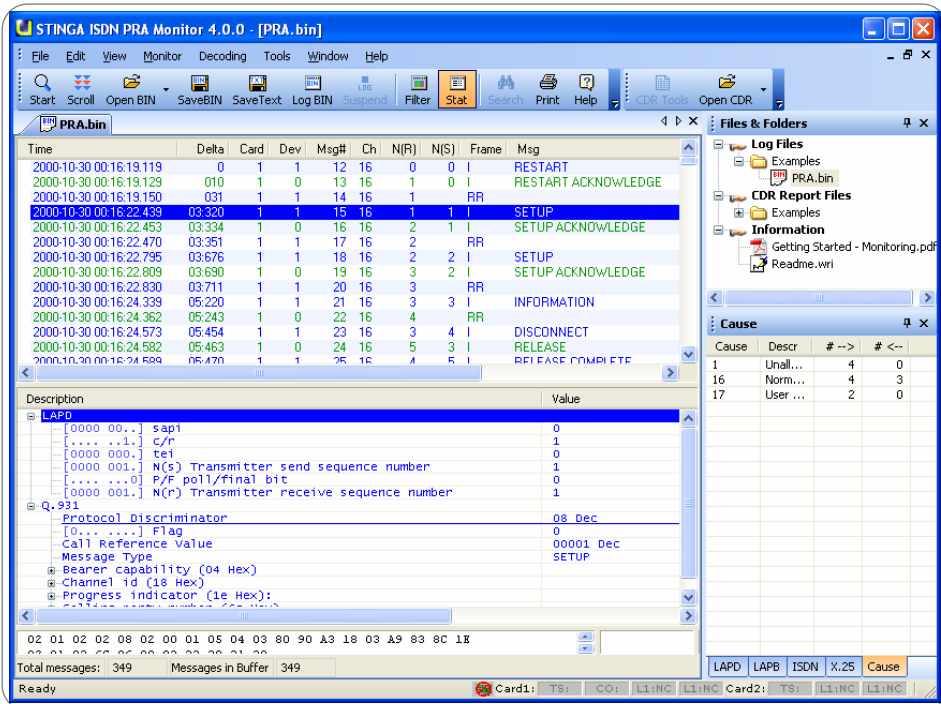 STINGA ISDN PRA Monitor 4.0.0 - [PRA.bin]
File Edit View Monitor Decoding Tools Window Help
Start Scroll Open BIN SaveBIN SaveText Log BIN Suspend Filter Stat Search Print Help CDR Tools Open CDR
PRA.bin
Time Delta Card Dev Msg# Ch N(R) N(S) Frame Msg
2000-10-30 00:16:19.119 0 1 1 12 16 0 0 I RESTART
2000-10-30 00:16:19.129 010 1 0 13 16 1 0 I RESTART ACKNOWLEDGE
2000-10-30 00:16:19.150 031 1 1 14 16 1 RR
2000-10-30 00:16:22.439 03:320 1 1 15 16 1 1 I SETUP
2000-10-30 00:16:22.453 03:334 1 0 16 16 2 1 I SETUP ACKNOWLEDGE
2000-10-30 00:16:22.470 03:351 1 1 17 16 2 RR
2000-10-30 00:16:22.795 03:676 1 1 18 16 2 2 I SETUP
2000-10-30 00:16:22.809 03:690 1 0 19 16 3 2 I SETUP ACKNOWLEDGE
2000-10-30 00:16:22.830 03:711 1 1 20 16 3 RR
2000-10-30 00:16:24.339 05:220 1 1 21 16 3 3 I INFORMATION
2000-10-30 00:16:24.362 05:243 1 0 22 16 4 RR
2000-10-30 00:16:24.573 05:454 1 1 23 16 3 4 I DISCONNECT
2000-10-30 00:16:24.582 05:463 1 0 24 16 5 3 I RELEASE
2000-10-30 00:16:24.589 05:470 1 1 25 16 4 5 I RELEASE COMPLETE
Description Value
LAPD
[0000 00..] sapi 0
[.... ..1.] c/r 1
[0000 000.] tei 0
[0000 001.] N(s) Transmitter send sequence number 1
[.... ...0] P/F poll/final bit 0
[0000 001.] N(r) Transmitter receive sequence number 1
Q.931
Protocol Discriminator 08 Dec
[0... ....] Flag 0
Call Reference Value 00001 Dec
Message Type SETUP
Bearer capability (04 Hex)
Channel id (18 Hex)
Progress indicator (1e Hex):
02 01 02 02 08 02 00 01 05 04 03 80 90 A3 18 03 A9 83 8C 1E
Total messages: 349 Messages in Buffer 349
Ready Card1: TS: CO: L1:NC L1:NC Card2: TS: L1:NC L1:NC
Files & Folders
Log Files
Examples
PRA.bin
CDR Report Files
Examples
Information
Getting Started - Monitoring.pdf
Readme.wri
Cause
Cause Descr # --> # <--
1 Unall... 4 0
16 Norm... 4 3
17 User ... 2 0
LAPD LAPB ISDN X.25 Cause